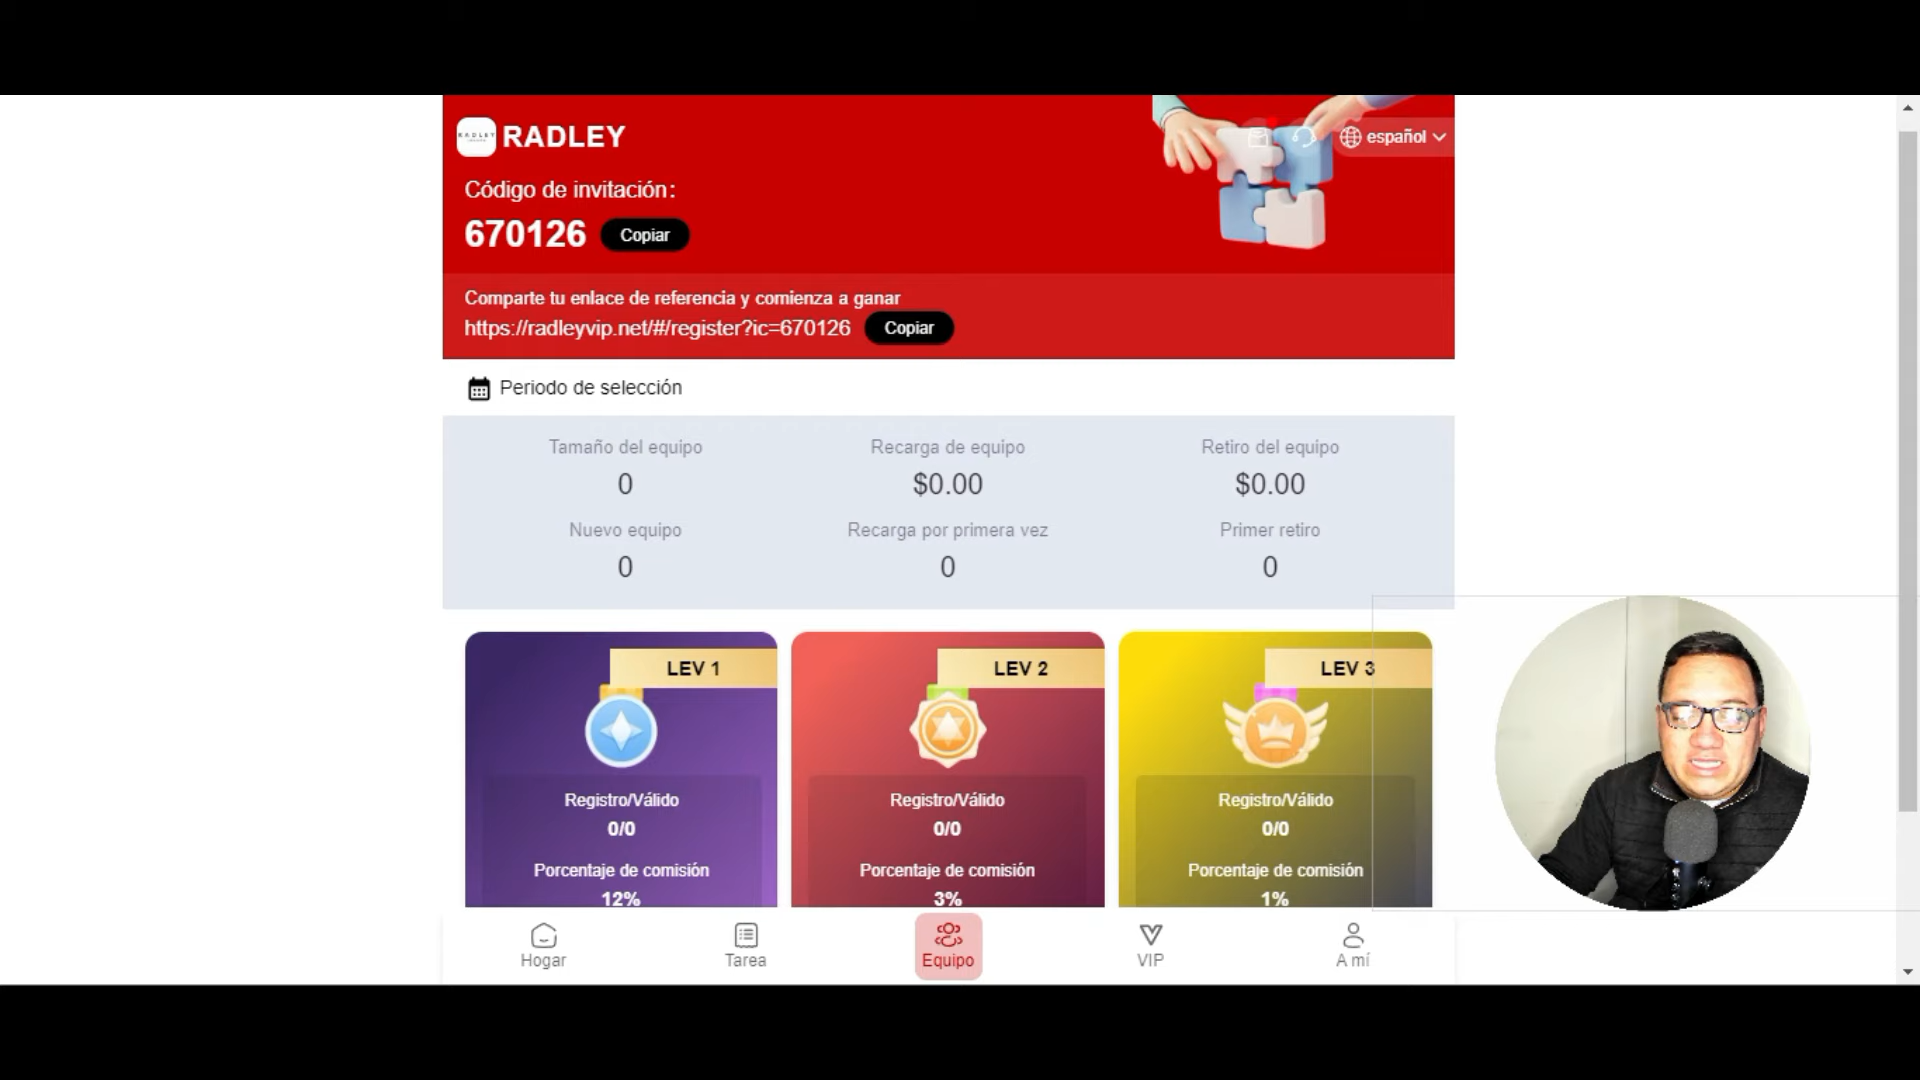 RADLEY
RADLEY
español
Código de invitación:
670126
Copiar
Comparte tu enlace de referencia y comienza a ganar
https://radleyvip.net/#/register?ic=670126
Copiar
Periodo de selección
Tamaño del equipo
Recarga de equipo
Retiro del equipo
0
$0.00
$0.00
Nuevo equipo
Recarga por primera vez
Primer retiro
0
0
0
LEV 1
LEV 2
LEV 3
Registro/Válido
Registro/Válido
Registro/Válido
0/0
0/0
0/0
Porcentaje de comisión
Porcentaje de comisión
Porcentaje de comisión
12%
3%
1%
Hogar
Tarea
Equipo
VIP
A mí